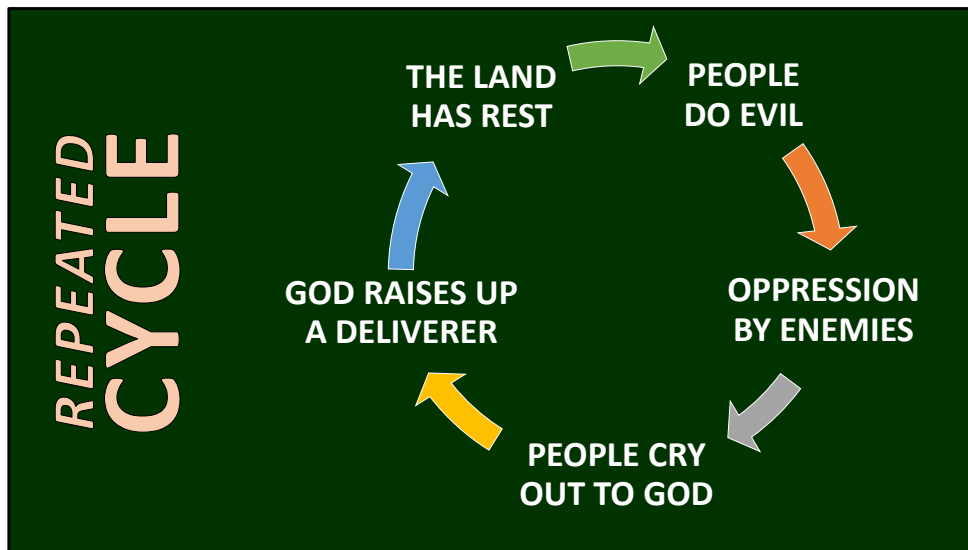 REPEATED
CYCLE
THE LAND
HAS REST
PEOPLE
DO EVIL
OPPRESSION
BY ENEMIES
PEOPLE CRY
OUT TO GOD
GOD RAISES UP
A DELIVERER